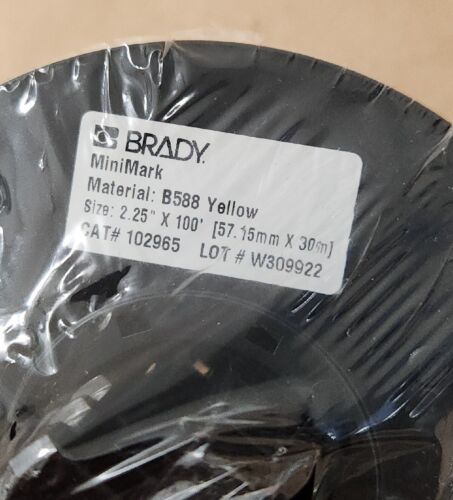 BRADY.
MiniMark
Material: B588 Yellow
Size: 2.25" X 100' [57.15mm X 30m]
CAT# 102965 LOT # W309922